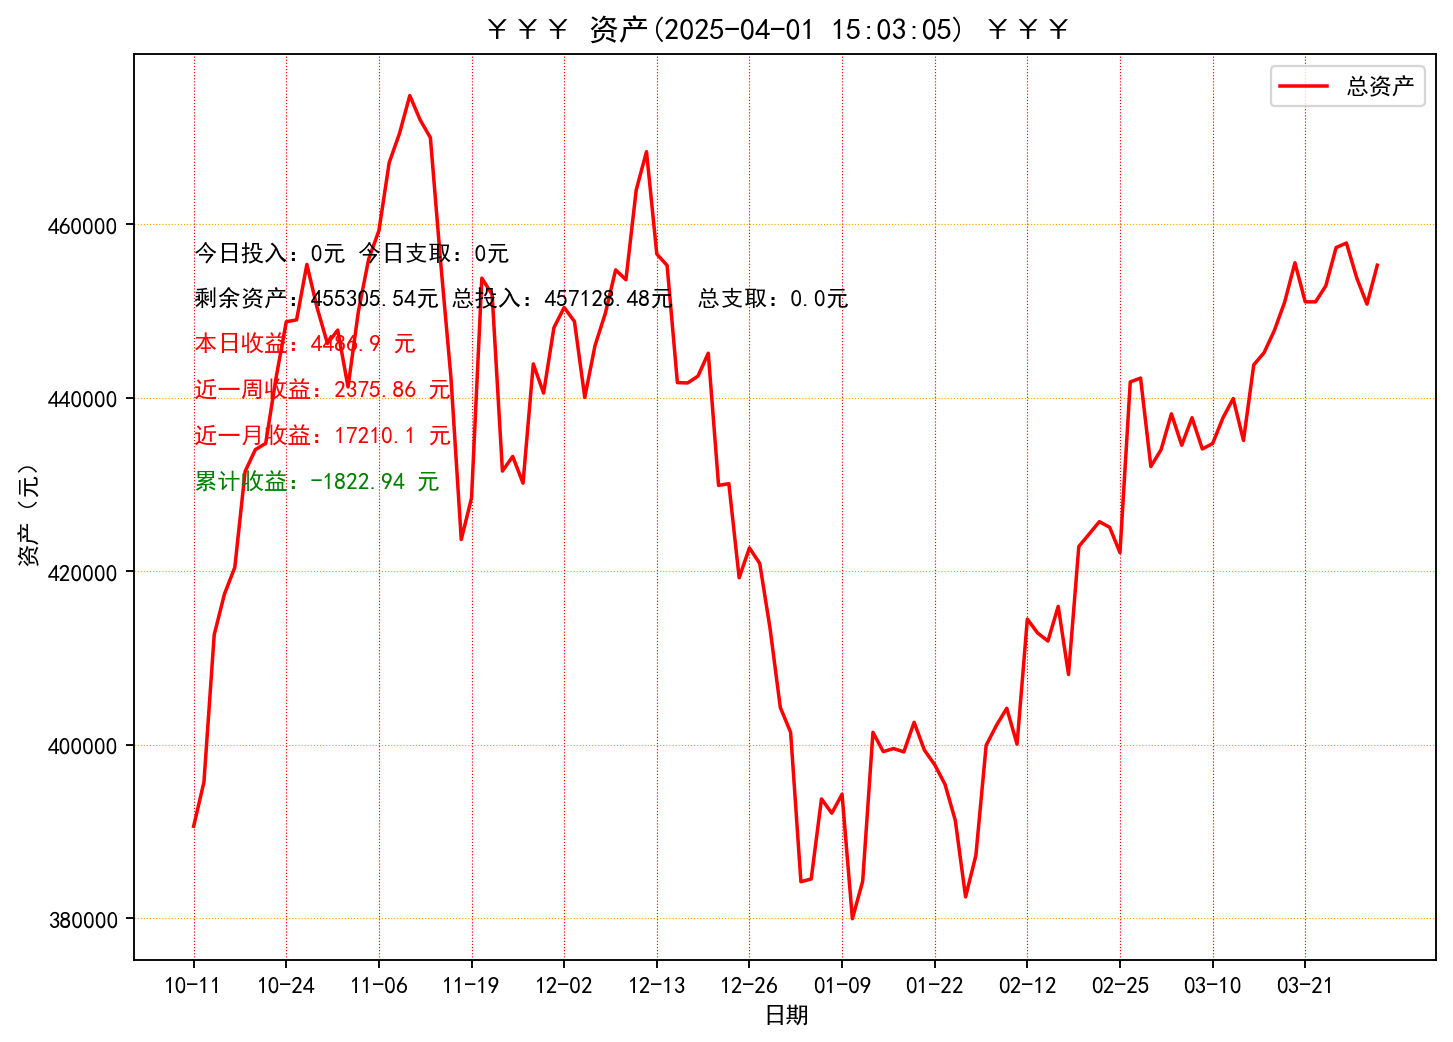 ￥￥￥ 资产(2025-04-01 15:03:05) ￥￥￥
总资产
460000
440000
420000
400000
380000
资产 (元)
今日投入: 0元 今日支取: 0元
剩余资产: 455305.54元 总投入: 457128.48元 总支取: 0.0元
本日收益: 4486.9 元
近一周收益: 2375.86 元
近一月收益: 17210.1 元
累计收益: -1822.94 元
10-11 10-24 11-06 11-19 12-02 12-13 12-26 01-09 01-22 02-12 02-25 03-10 03-21
日期